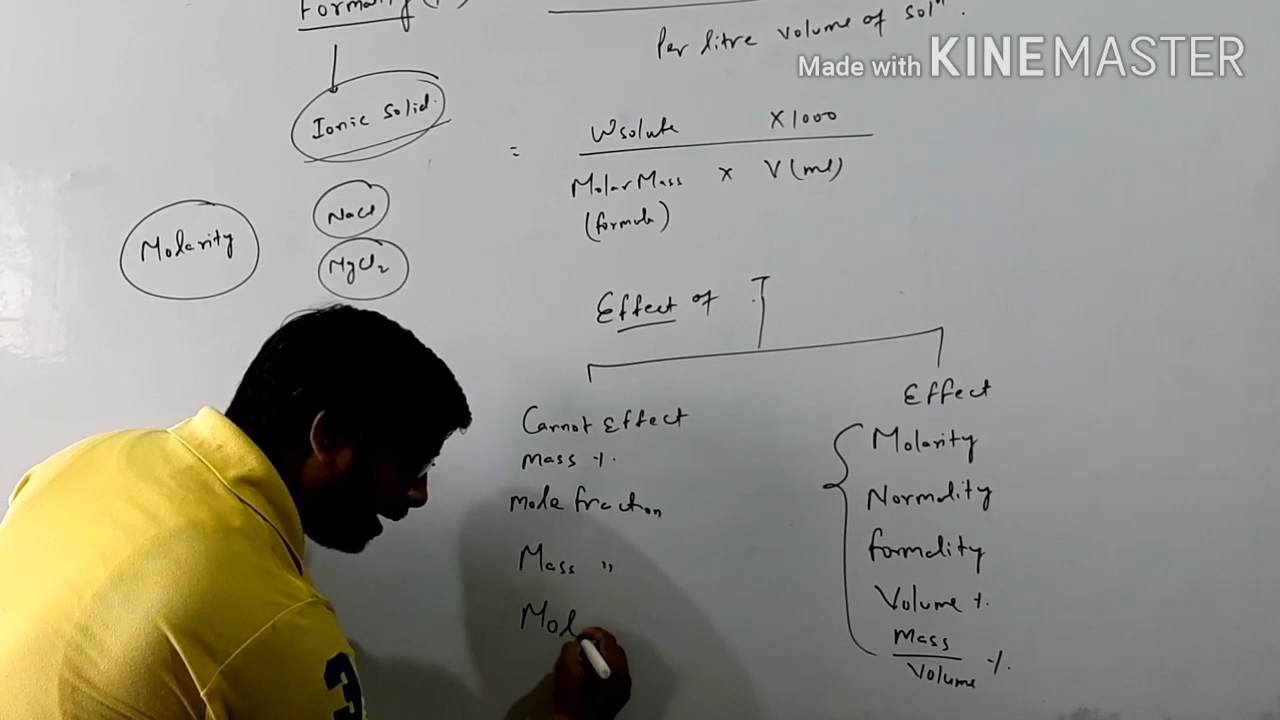 Formality
Per litre volume of solⁿ.
Made with KINEMASTER
Ionic Solid.
= Wsolute X1000
Molar Mass x V(ml)
(formula)
NaCl
Molarity
MgCl₂
Effect of T
Cannot Effect
Mass %.
Mole fraction
Mass "
Mol
Effect
Molarity
Normality
formality
Volume %.
Mass
Volume %.
3